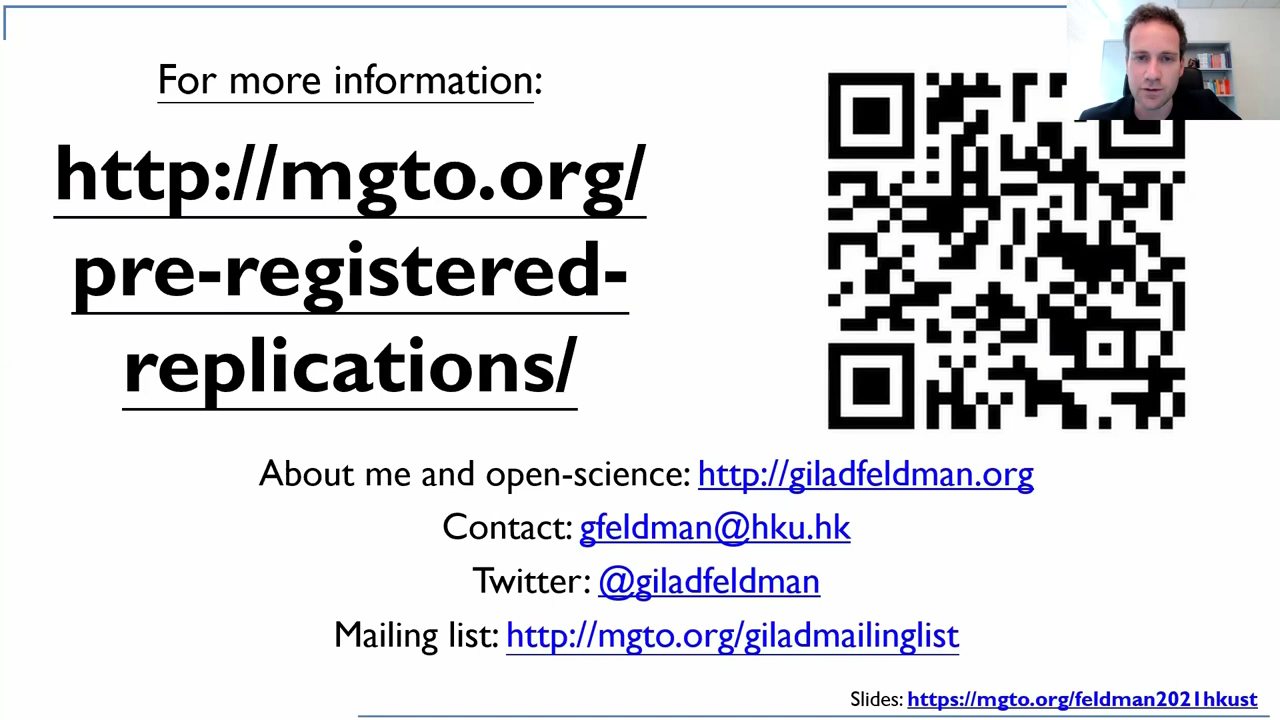 For more information:
http://mgto.org/
pre-registered-
replications/
About me and open-science: http://giladfeldman.org
Contact: gfeldman@hku.hk
Twitter: @giladfeldman
Mailing list: http://mgto.org/giladmailinglist
Slides: https://mgto.org/feldman2021hkust